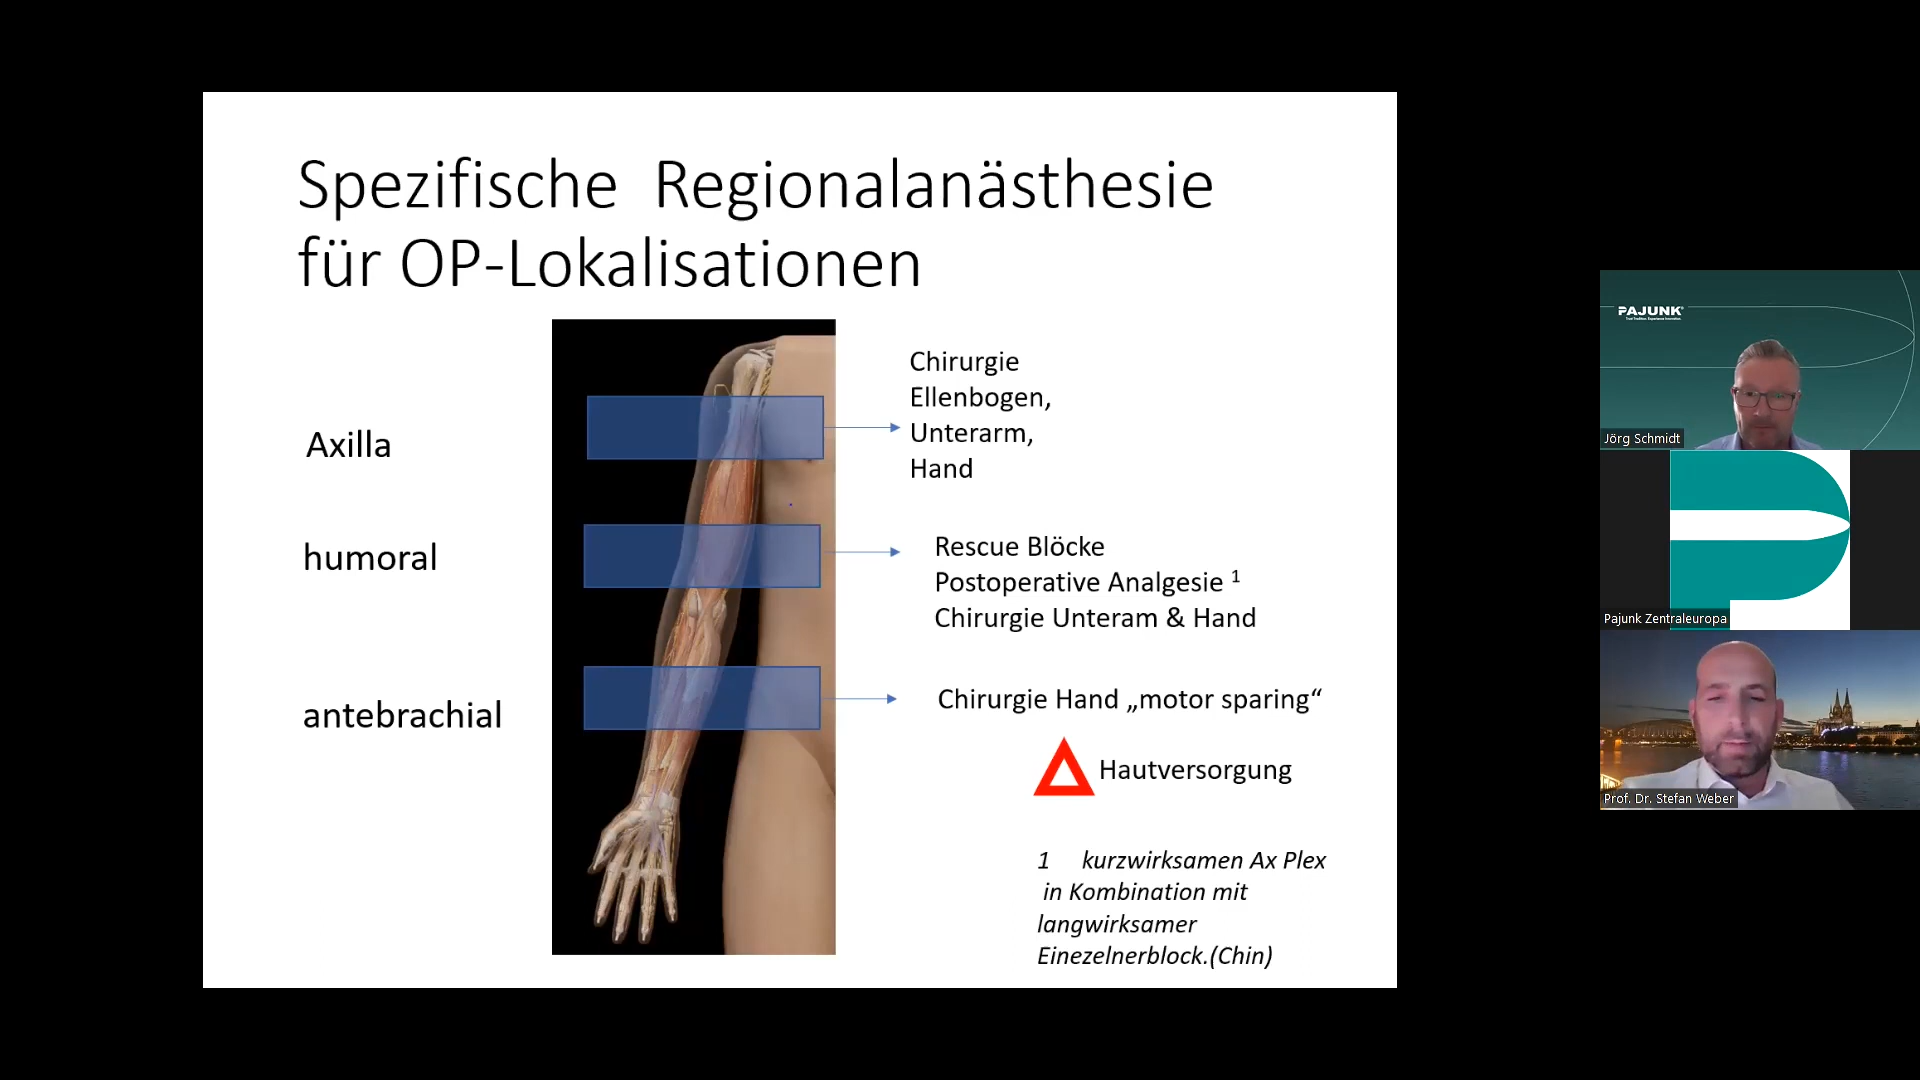 Spezifische Regionalanästhesie
für OP-Lokalisationen
Axilla
Chirurgie
Ellenbogen,
Unterarm,
Hand
humoral
Rescue Blöcke
Postoperative Analgesie 1
Chirurgie Unteram & Hand
antebrachial
Chirurgie Hand „motor sparing“
Hautversorgung
1 kurzwirksamen Ax Plex
in Kombination mit
langwirksamer
Einezelnerblock.(Chin)
PAJUNK®
Jörg Schmidt
Pajunk Zentraleuropa
Prof. Dr. Stefan Weber